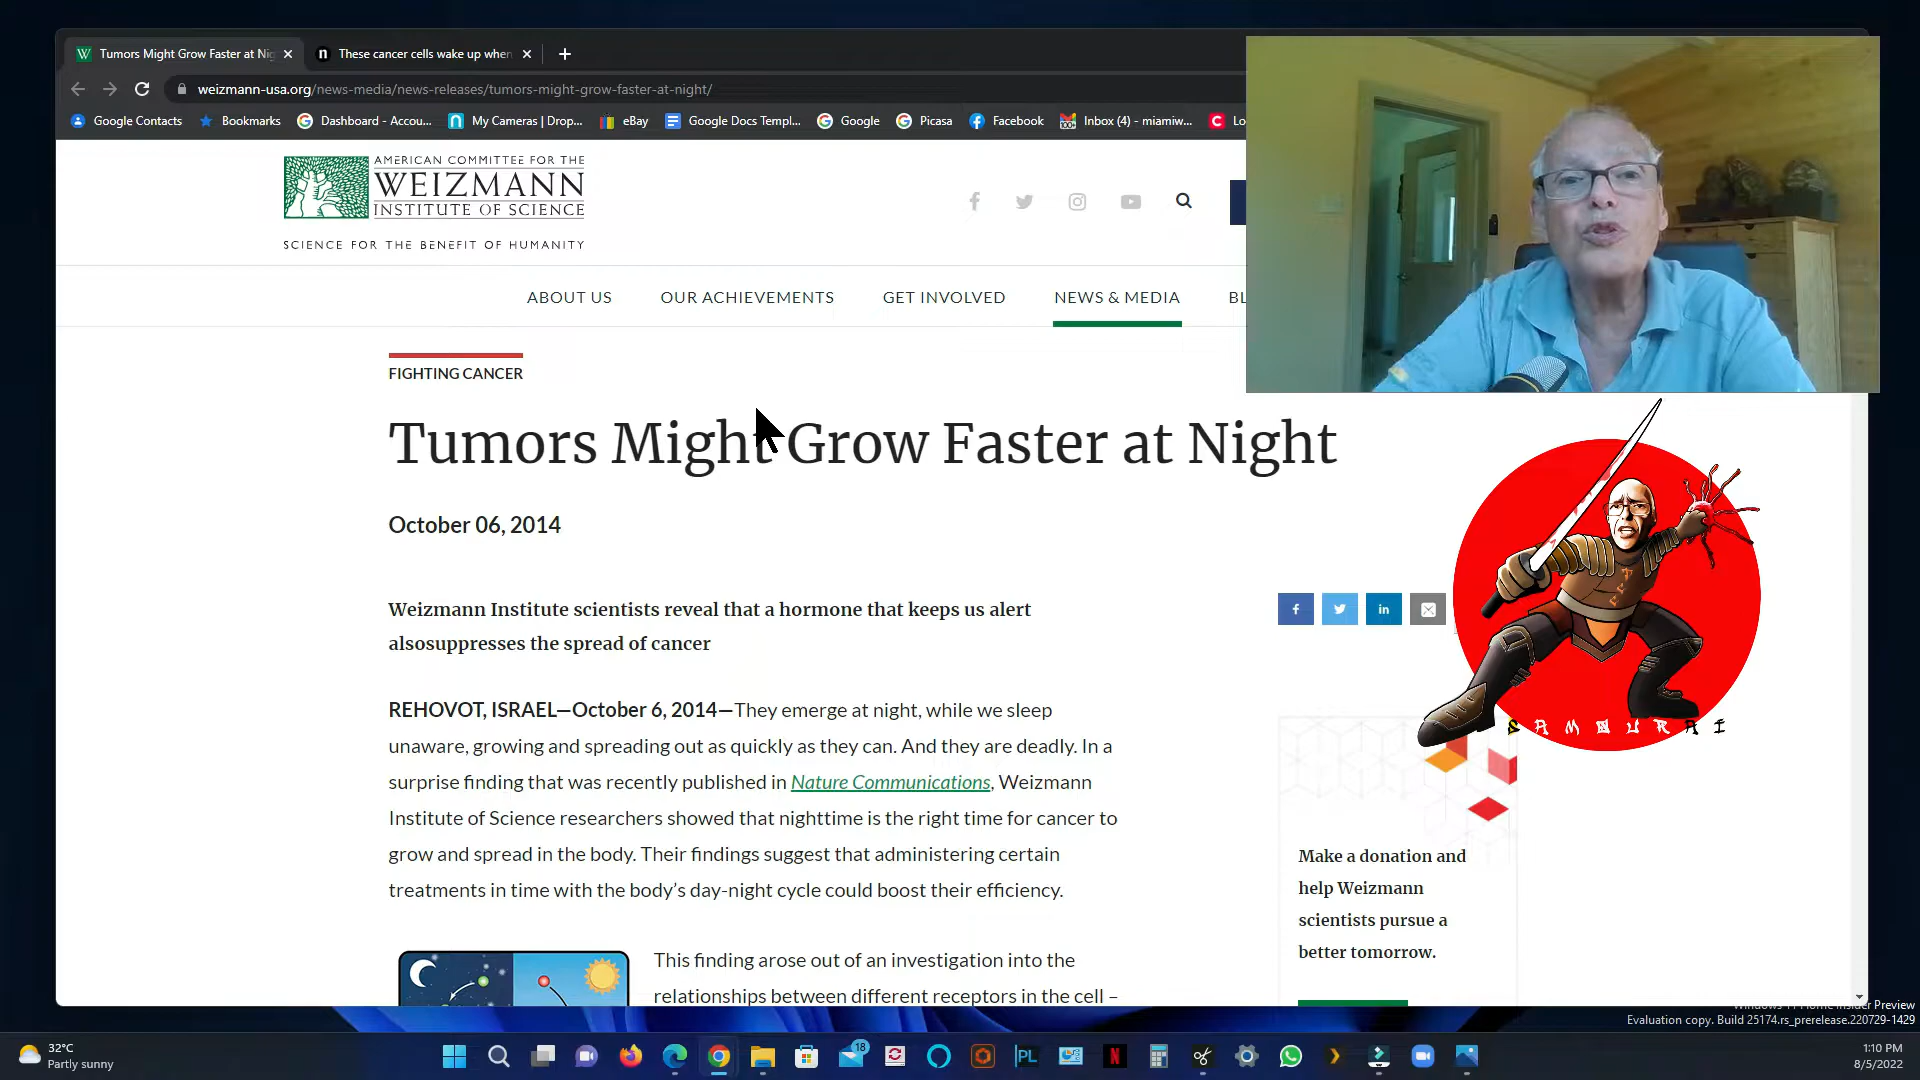 Tumors Might Grow Faster at Nig
These cancer cells wake up when
weizmann-usa.org/news-media/news-releases/tumors-might-grow-faster-at-night/
Google Contacts
Bookmarks
Dashboard - Accou...
My Cameras | Drop...
eBay
Google Docs Templ...
Google
Picasa
Facebook
Inbox (4) - miamiw...
Lo
AMERICAN COMMITTEE FOR THE
WEIZMANN
INSTITUTE OF SCIENCE
SCIENCE FOR THE BENEFIT OF HUMANITY
ABOUT US
OUR ACHIEVEMENTS
GET INVOLVED
NEWS & MEDIA
BL
FIGHTING CANCER
Tumors Might Grow Faster at Night
October 06, 2014
Weizmann Institute scientists reveal that a hormone that keeps us alert
alsosuppresses the spread of cancer
REHOVOT, ISRAEL—October 6, 2014—They emerge at night, while we sleep
unaware, growing and spreading out as quickly as they can. And they are deadly. In a
surprise finding that was recently published in Nature Communications, Weizmann
Institute of Science researchers showed that nighttime is the right time for cancer to
grow and spread in the body. Their findings suggest that administering certain
treatments in time with the body's day-night cycle could boost their efficiency.
This finding arose out of an investigation into the
relationships between different receptors in the cell –
SAMOURAI
Make a donation and
help Weizmann
scientists pursue a
better tomorrow.
Windows 11 Home Insider Preview
Evaluation copy. Build 25174.rs_prerelease.220729-1429
32°C
Partly sunny
18
PL
1:10 PM
8/5/2022